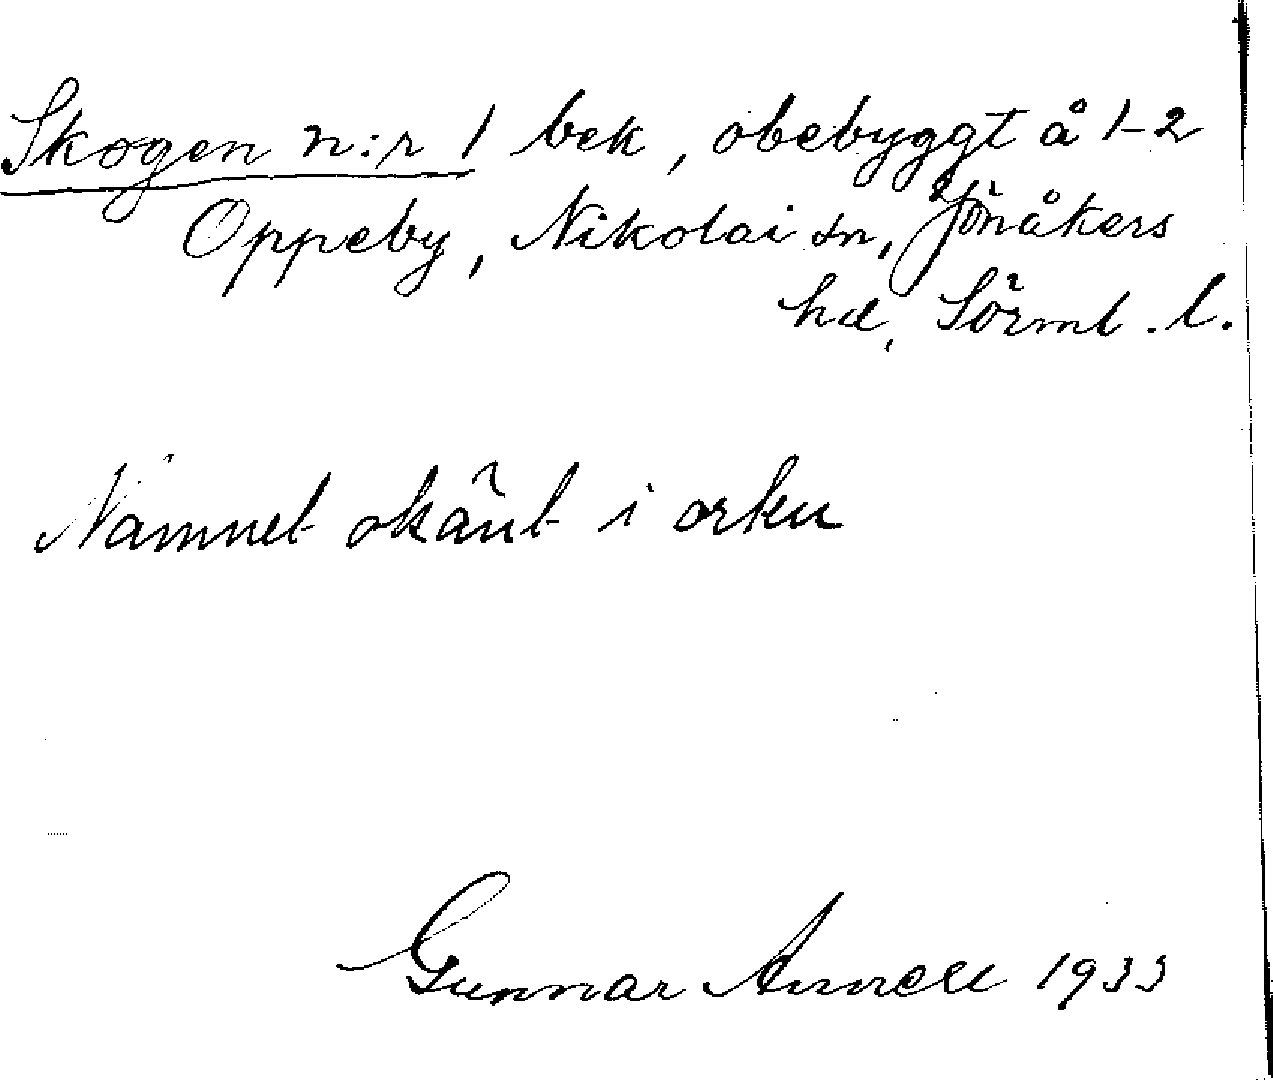 Skogen n:r 1 bek, obebyggt å 1-2
Oppeby, Nikolai sn, Jönåkers
hd, Sörml. l.
Namnet okänt i orten
Gunnar Annell 1933